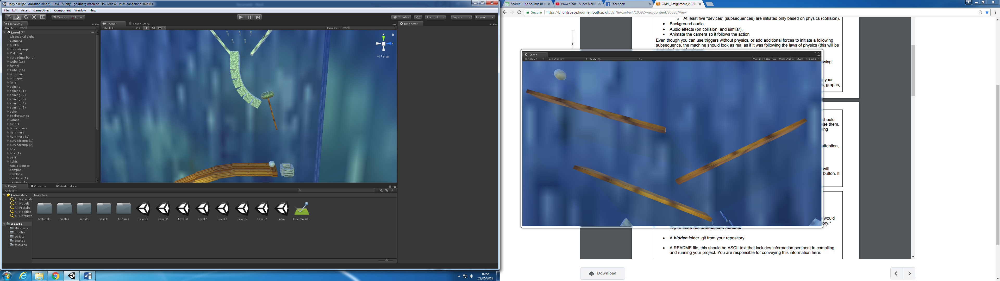 Unity 5.6.3p2 Education (64bit) - Level 7.unity - goldberg machine - PC, Mac & Linux Standalone <DX11>
File Edit Assets GameObject Component Window Help
Center Local
Collab Account Layers Layout
Hierarchy
Create All
Level 7*
Directional Light
Camera
plinko
curvedramp
Cylinder
curvedmarbulrun
Cube (16)
funnel
Cube (16)
dommins
pool que
funel
spining
spining (1)
spining (2)
spining (3)
spining (4)
spining (5)
spick
backgrounds
ramps
funnel
launchblock
hammers
hammers (1)
curvedramp (1)
curvedramp (2)
box
box (1)
balls
lights
Audio Source
campos
camlook
camlook (1)
campos (1)
Scene Asset Store
Shaded 2D Gizmos All
y
z
Persp
Inspector
Project Console Audio Mixer
Create
Favorites
All Materials
All Models
All Prefabs
All Modified
All Conflicte
Assets
Materials
modles
scripts
sounds
textures
Assets
Materials modles scripts sounds textures Level 1 Level 2 Level 3 Level 4 Level 5 Level 6 Level 7 menu New Physic...
02:55
21/05/2018
Search - The Sounds Res Power Star - Super Mario Facebook GDPL_Assignment_2 BRIE
Secure https://brightspace.bournemouth.ac.uk/d2l/le/content/10392/viewContent/85380/View
o At least five "devices" (subsequences) are initiated only based on physics (collision),
• Background audio,
• Audio effects (on collision, and similar),
• Animate the camera so it follows the action
Even though you can use triggers without physics, or add additional forces to initiate a following
subsequence, the machine should look as real as if it was following the laws of physics (this will be
wing:
your
s, graphs,
should
se them.
ng
attention,
will
button. It
would
ory.*
Game
Display 1 Free Aspect Scale 1x Maximize On Play Mute Audio Stats Gizmos
Try to keep the submission minimal.
• A hidden folder .git from your repository
• A README file, this should be ASCII text that includes information pertinent to compiling
and running your project. You are responsible for conveying this information here.
Download